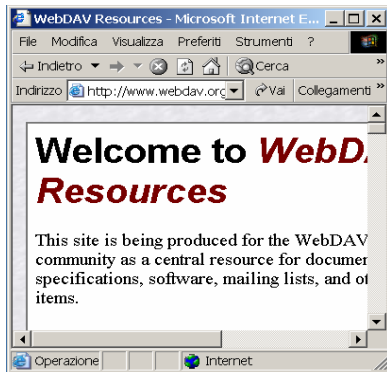 WebDAV Resources - Microsoft Internet E...
File Modifica Visualizza Preferiti Strumenti ? »
Indietro Cerca »
Indirizzo http://www.webdav.org Vai Collegamenti »
Welcome to WebDA
Resources
This site is being produced for the WebDAV
community as a central resource for documen
specifications, software, mailing lists, and ot
items.
Operazione Internet